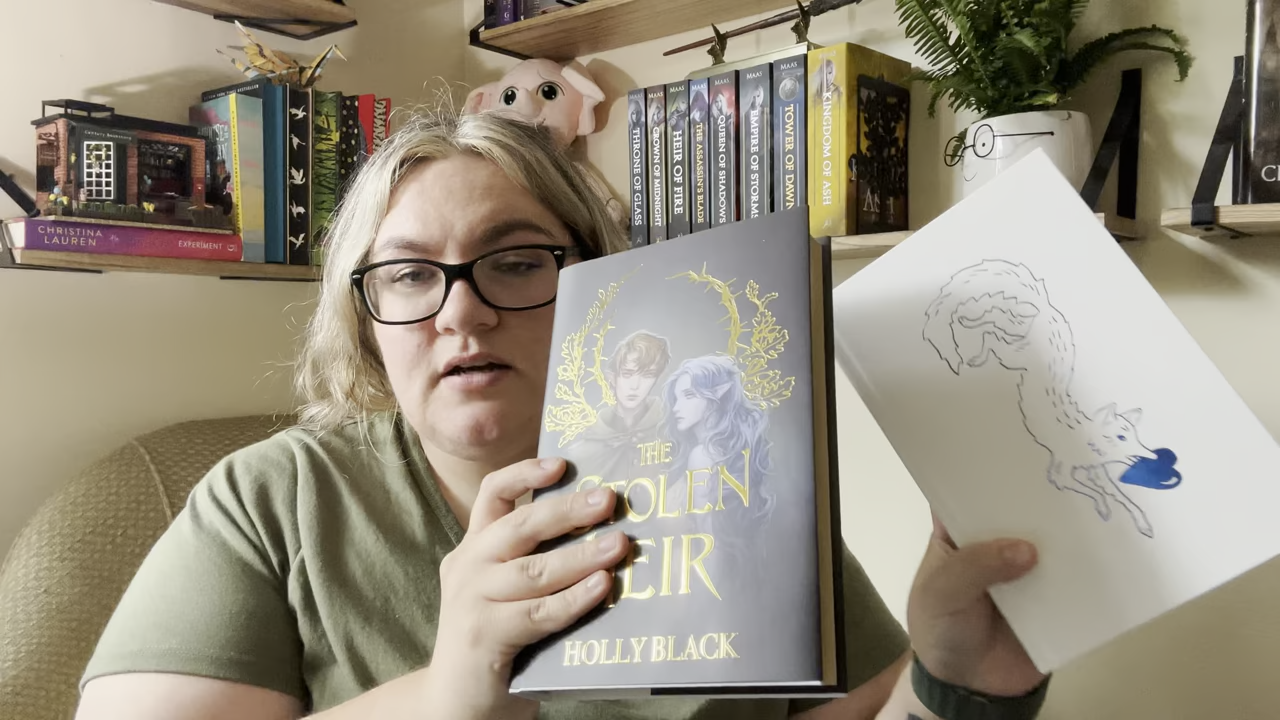 CHRISTINA
LAUREN
EXPERIMENT
MAAS
THRONE OF GLASS
MAAS
CROWN OF MIDNIGHT
MAAS
HEIR OF FIRE
MAAS
THE ASSASSIN'S BLADE
MAAS
QUEEN OF SHADOWS
MAAS
EMPIRE OF STORMS
MAAS
TOWER OF DAWN
KINGDOM OF ASH
THE
STOLEN
HEIR
HOLLY BLACK